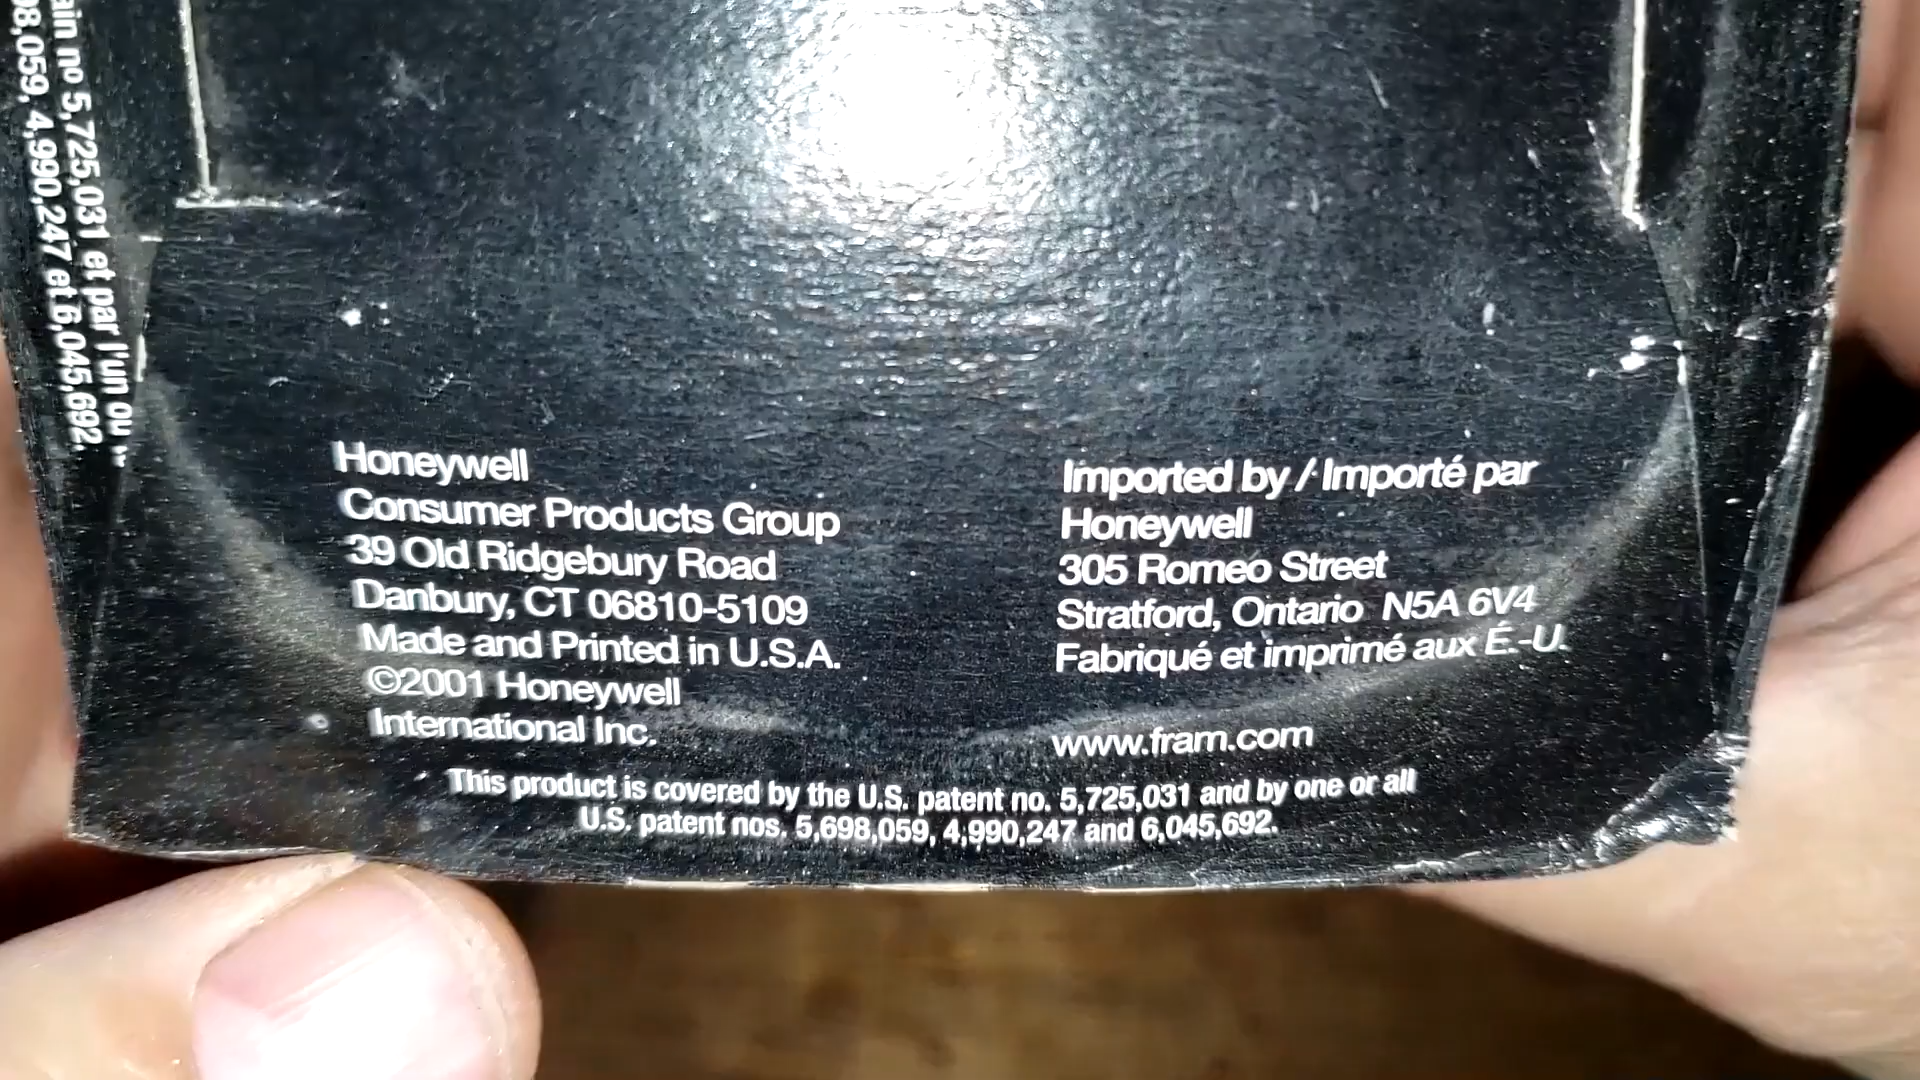 Honeywell
Consumer Products Group
39 Old Ridgebury Road
Danbury, CT 06810-5109
Made and Printed in U.S.A.
©2001 Honeywell
International Inc.
Imported by / Importé par
Honeywell
305 Romeo Street
Stratford, Ontario N5A 6V4
Fabriqué et imprimé aux É.-U.
www.fram.com
This product is covered by the U.S. patent no. 5,725,031 and by one or all
U.S. patent nos. 5,698,059, 4,990,247 and 6,045,692.
no 5,725,031 et par l'un ou
4,990,247 et 6,045,692.